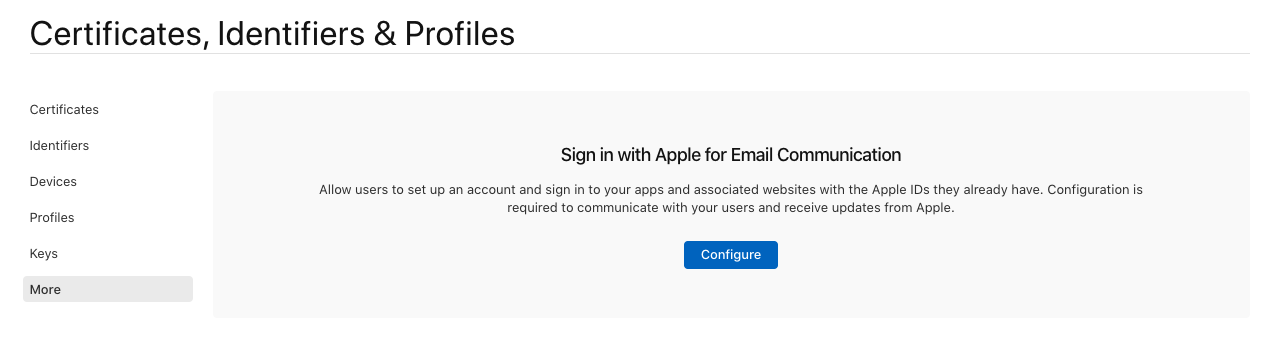 Certificates, Identifiers & Profiles
Certificates
Identifiers
Devices
Profiles
Keys
More
Sign in with Apple for Email Communication
Allow users to set up an account and sign in to your apps and associated websites with the Apple IDs they already have. Configuration is
required to communicate with your users and receive updates from Apple.
Configure